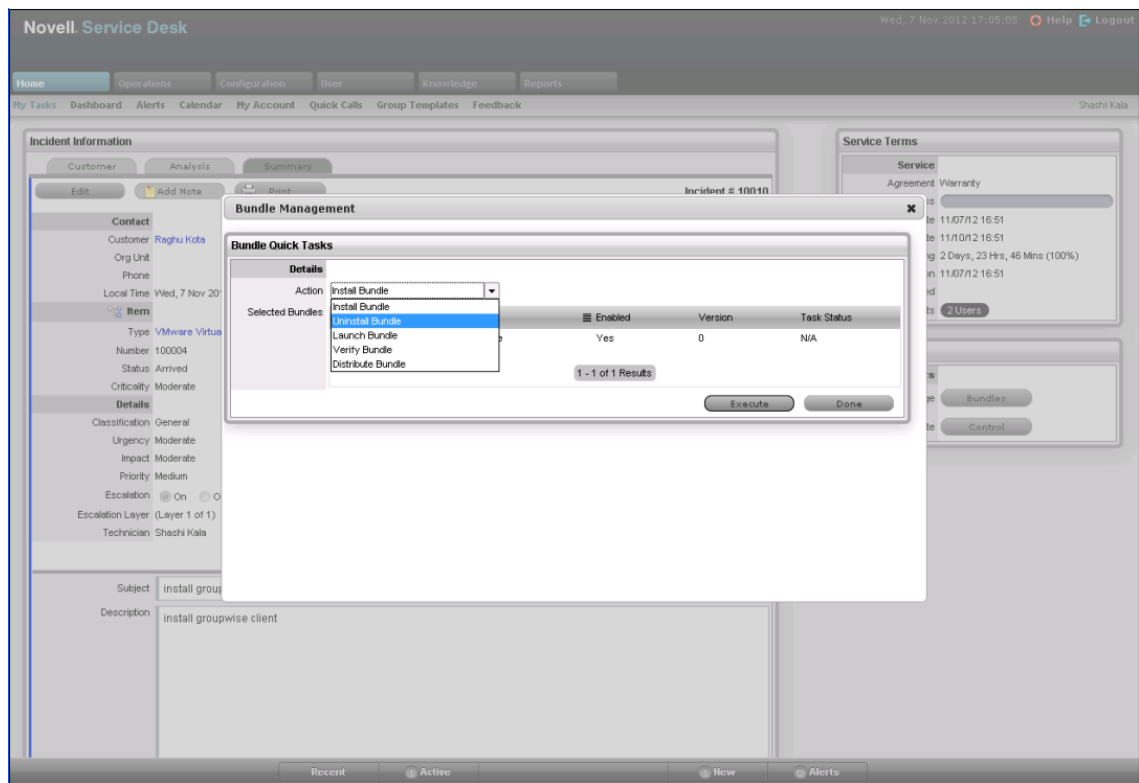 Novell. Service Desk
Wed, 7 Nov 2012 17:05:05 Help Logout
Home Operations Configuration User Knowledge Reports
My Tasks Dashboard Alerts Calendar My Account Quick Calls Group Templates Feedback
Shashi Kala
Incident Information
Customer Analysis Summary
Edit Add Note Print
Incident # 10010
Contact
Customer Raghu Kota
Org Unit
Phone
Local Time Wed, 7 Nov 20
Item
Type VMware Virtua
Number 100004
Status Arrived
Criticality Moderate
Details
Classification General
Urgency Moderate
Impact Moderate
Priority Medium
Escalation On O
Escalation Layer (Layer 1 of 1)
Technician Shashi Kala
Subject install group
Description install groupwise client
Bundle Management
Bundle Quick Tasks
Details
Action Install Bundle
Install Bundle
Uninstall Bundle
Launch Bundle
Verify Bundle
Distribute Bundle
Selected Bundles
Enabled Version Task Status
Yes 0 N/A
1 - 1 of 1 Results
Execute Done
Service Terms
Service
Agreement Warranty
11/07/12 16:51
11/10/12 16:51
2 Days, 23 Hrs, 46 Mins (100%)
11/07/12 16:51
2 Users
Bundles
Control
Recent Active New Alerts